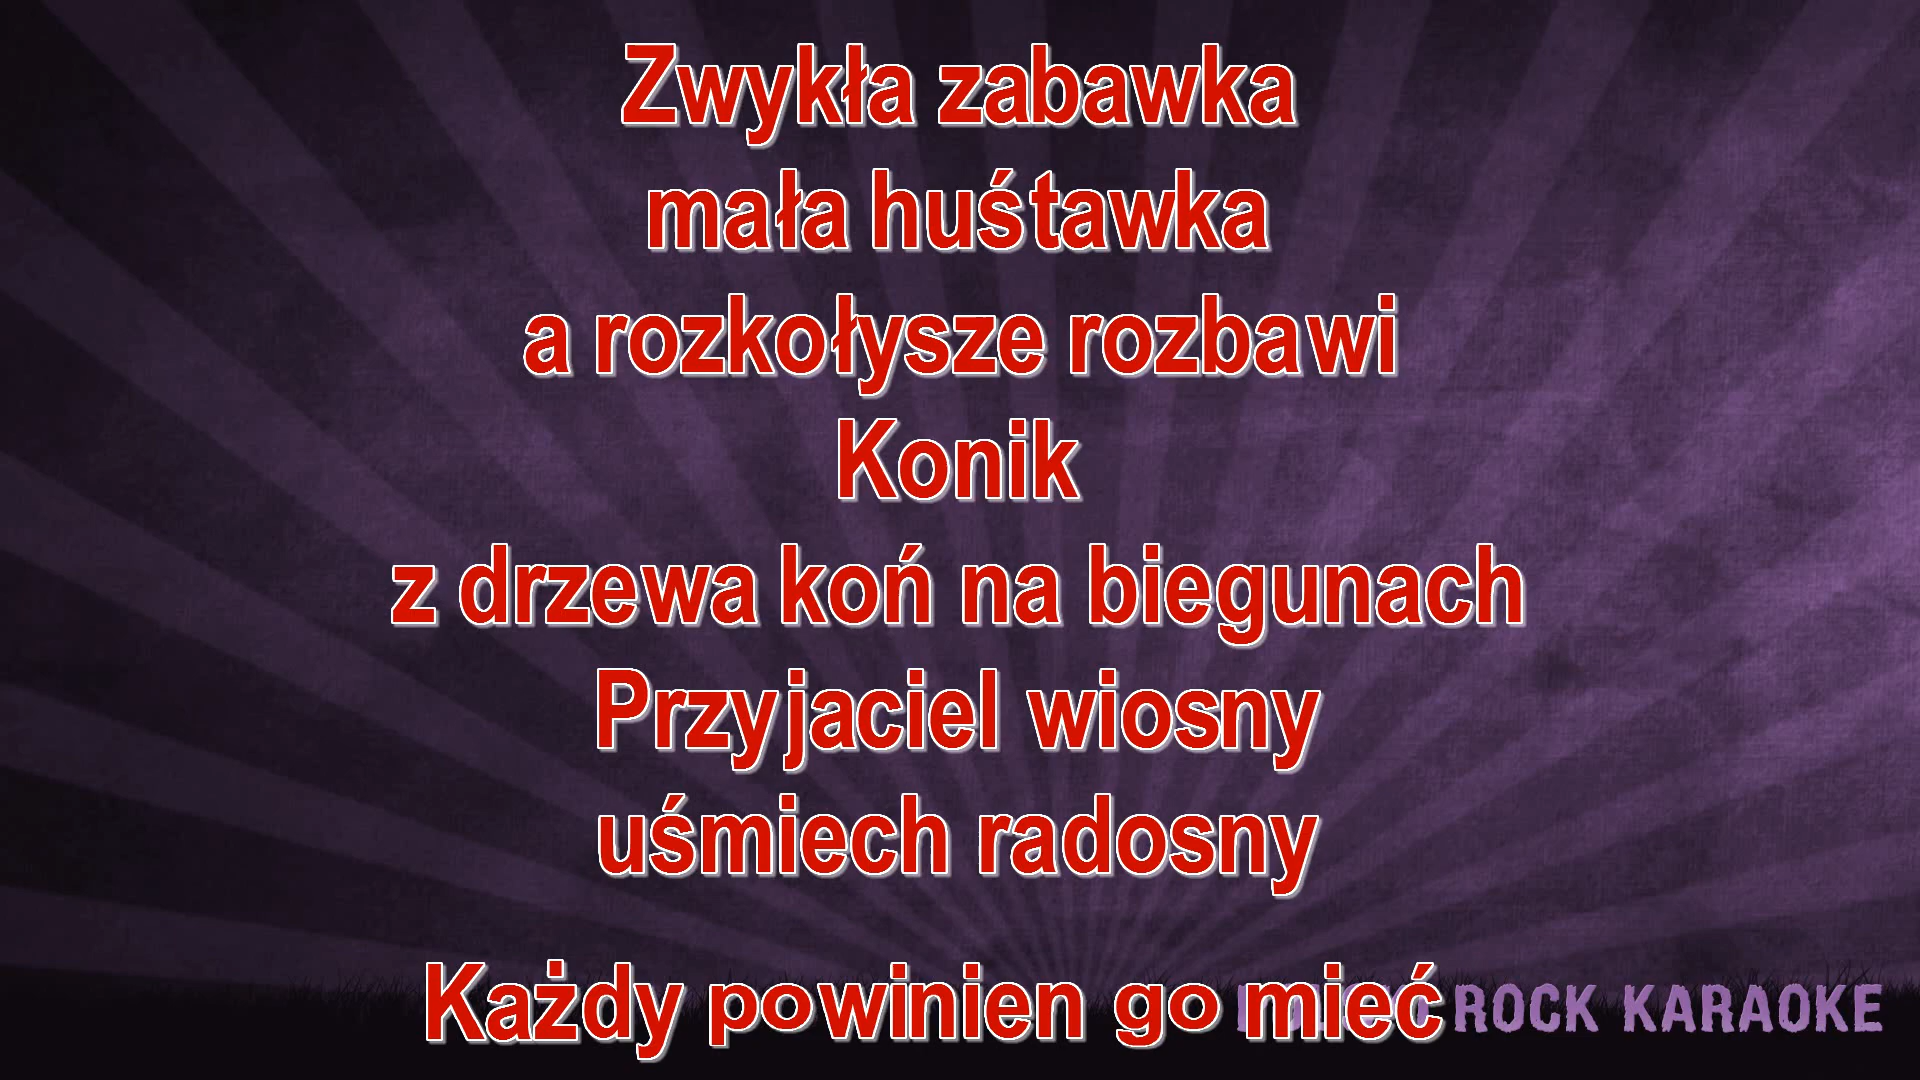 Zwykła zabawka
mała huśtawka
a rozkołysze rozbawi
Konik
z drzewa koń na biegunach
Przyjaciel wiosny
uśmiech radosny
Każdy powinien go mieć
ROCK KARAOKE